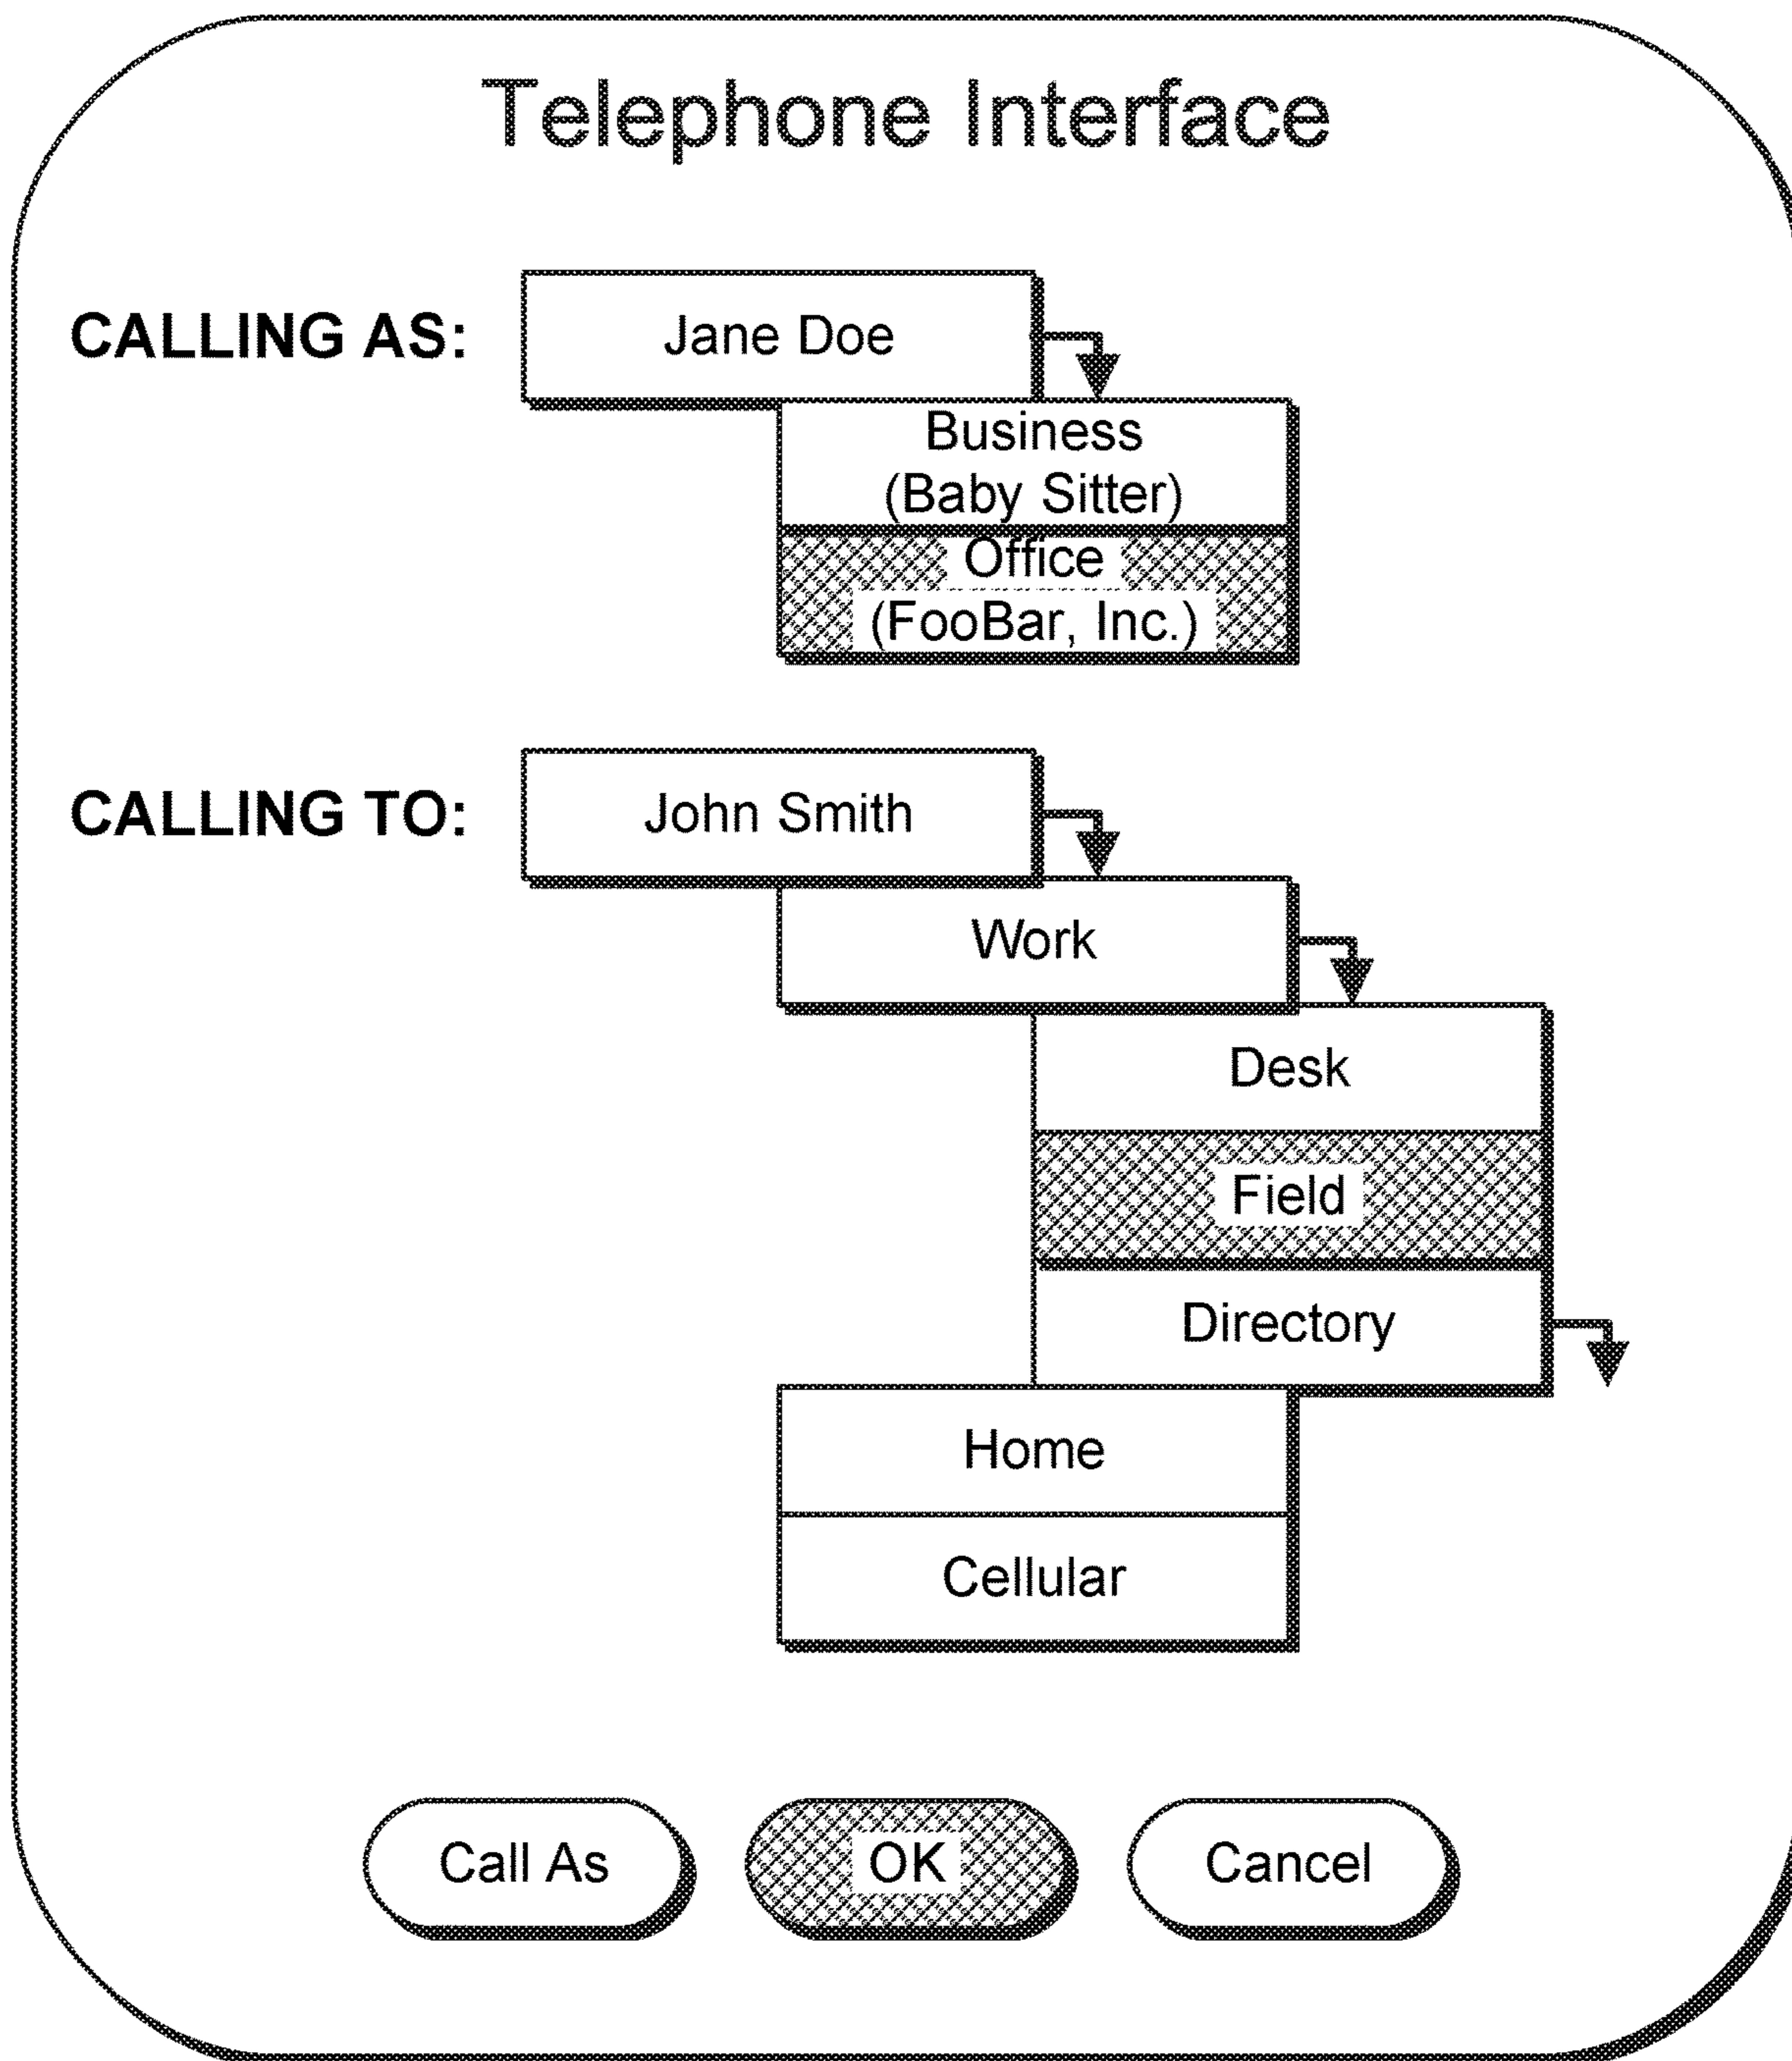 Telephone Interface
CALLING AS:
Jane Doe
Business
(Baby Sitter)
Office
(FooBar, Inc.)
CALLING TO:
John Smith
Work
Desk
Field
Directory
Home
Cellular
Call As
OK
Cancel